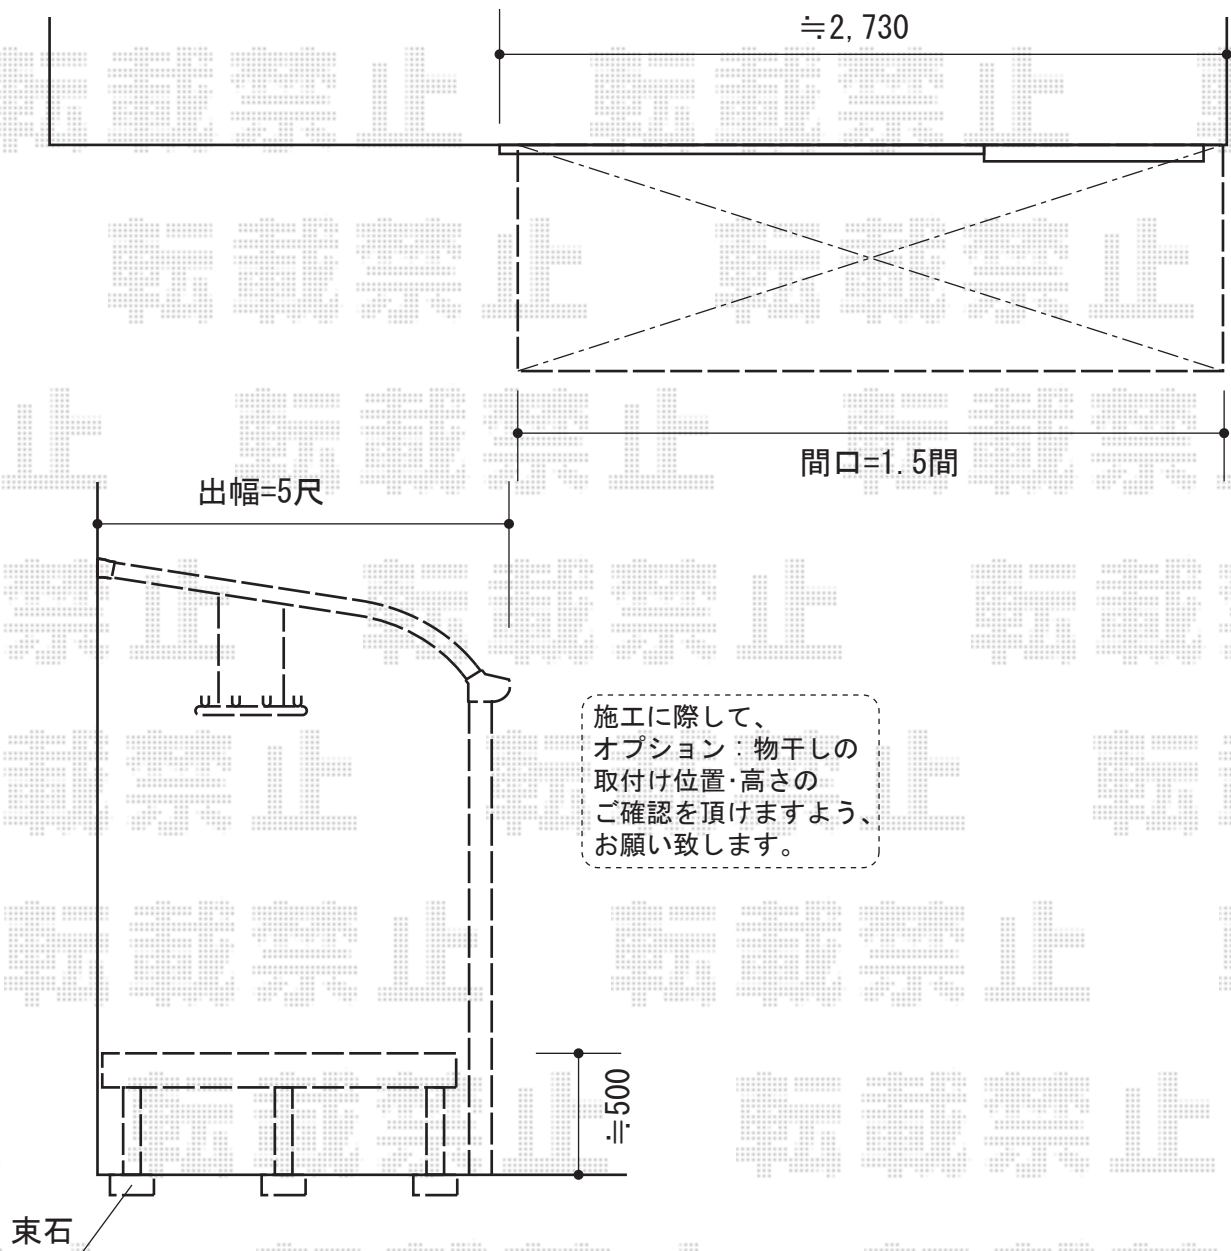 ≒2,730
間口=1.5間
出幅=5尺
施工に際して、
オプション:物干しの
取付け位置・高さの
ご確認を頂けますよう、
お願い致します。
≒500
束石
転載禁止